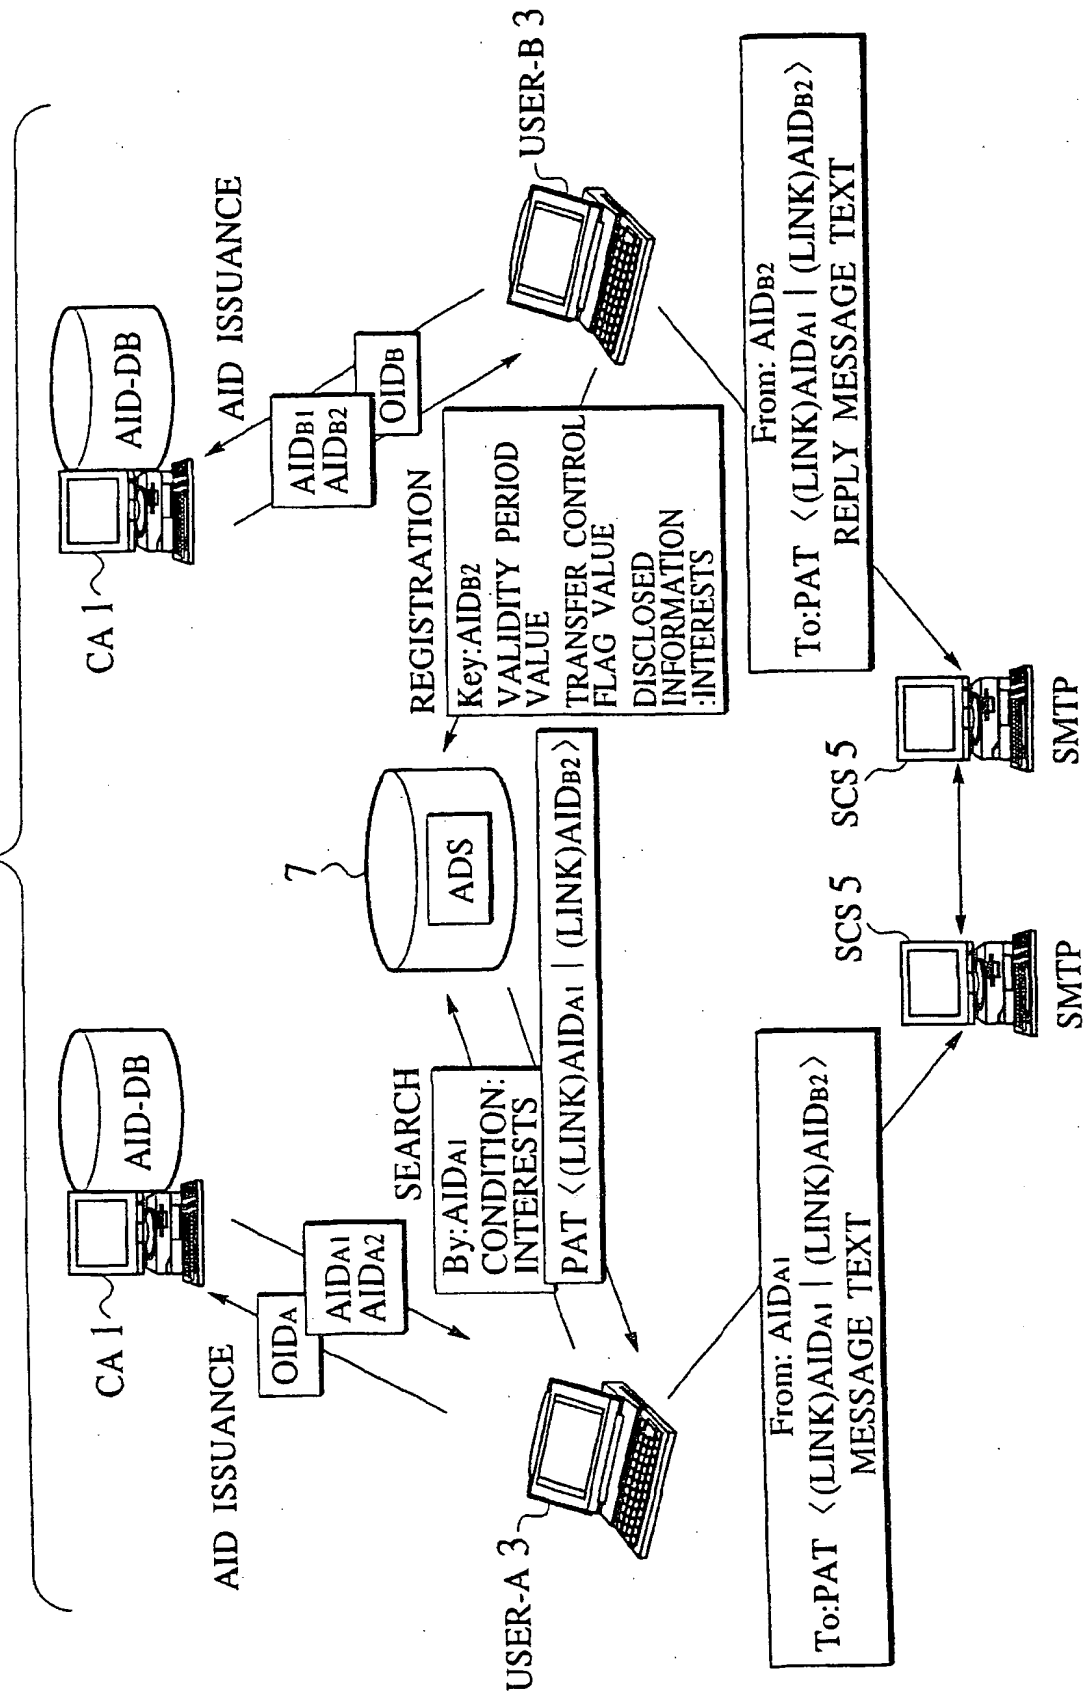 CA 1
AID-DB
AID ISSUANCE
OIDA
AIDA1
AIDA2
USER-A 3
SEARCH
By:AIDA1
CONDITION:
INTERESTS
PAT <(LINK)AIDA1 | (LINK)AIDB2>
7
ADS
CA 1
AID-DB
AID ISSUANCE
AIDB1
AIDB2
OIDB
USER-B 3
REGISTRATION
Key:AIDB2
VALIDITY PERIOD
VALUE
TRANSFER CONTROL
FLAG VALUE
DISCLOSED
INFORMATION
:INTERESTS
From: AIDA1
To:PAT <(LINK)AIDA1 | (LINK)AIDB2>
MESSAGE TEXT
SCS 5
SMTP
SCS 5
SMTP
From: AIDB2
To:PAT <(LINK)AIDA1 | (LINK)AIDB2>
REPLY MESSAGE TEXT